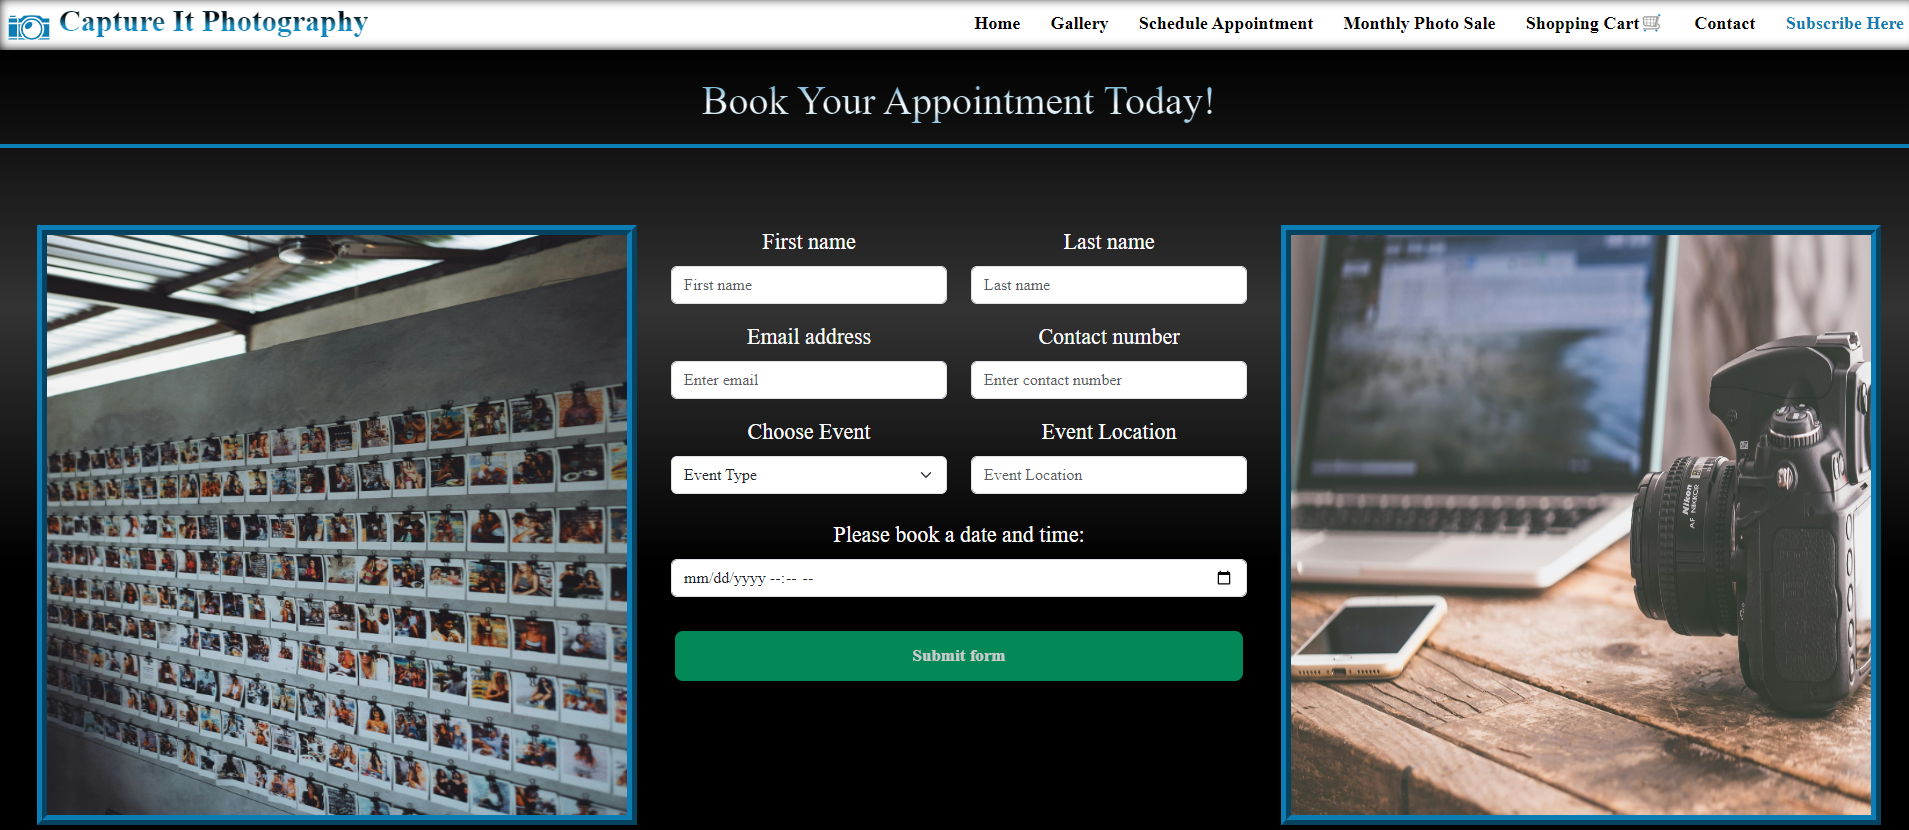 Capture It Photography
Home Gallery Schedule Appointment Monthly Photo Sale Shopping Cart🛒 Contact Subscribe Here
Book Your Appointment Today!
First name Last name
First name Last name
Email address Contact number
Enter email Enter contact number
Choose Event Event Location
Event Type Event Location
Please book a date and time:
mm/dd/yyyy --:-- --
Submit form
Nikon
AF NIKKOR